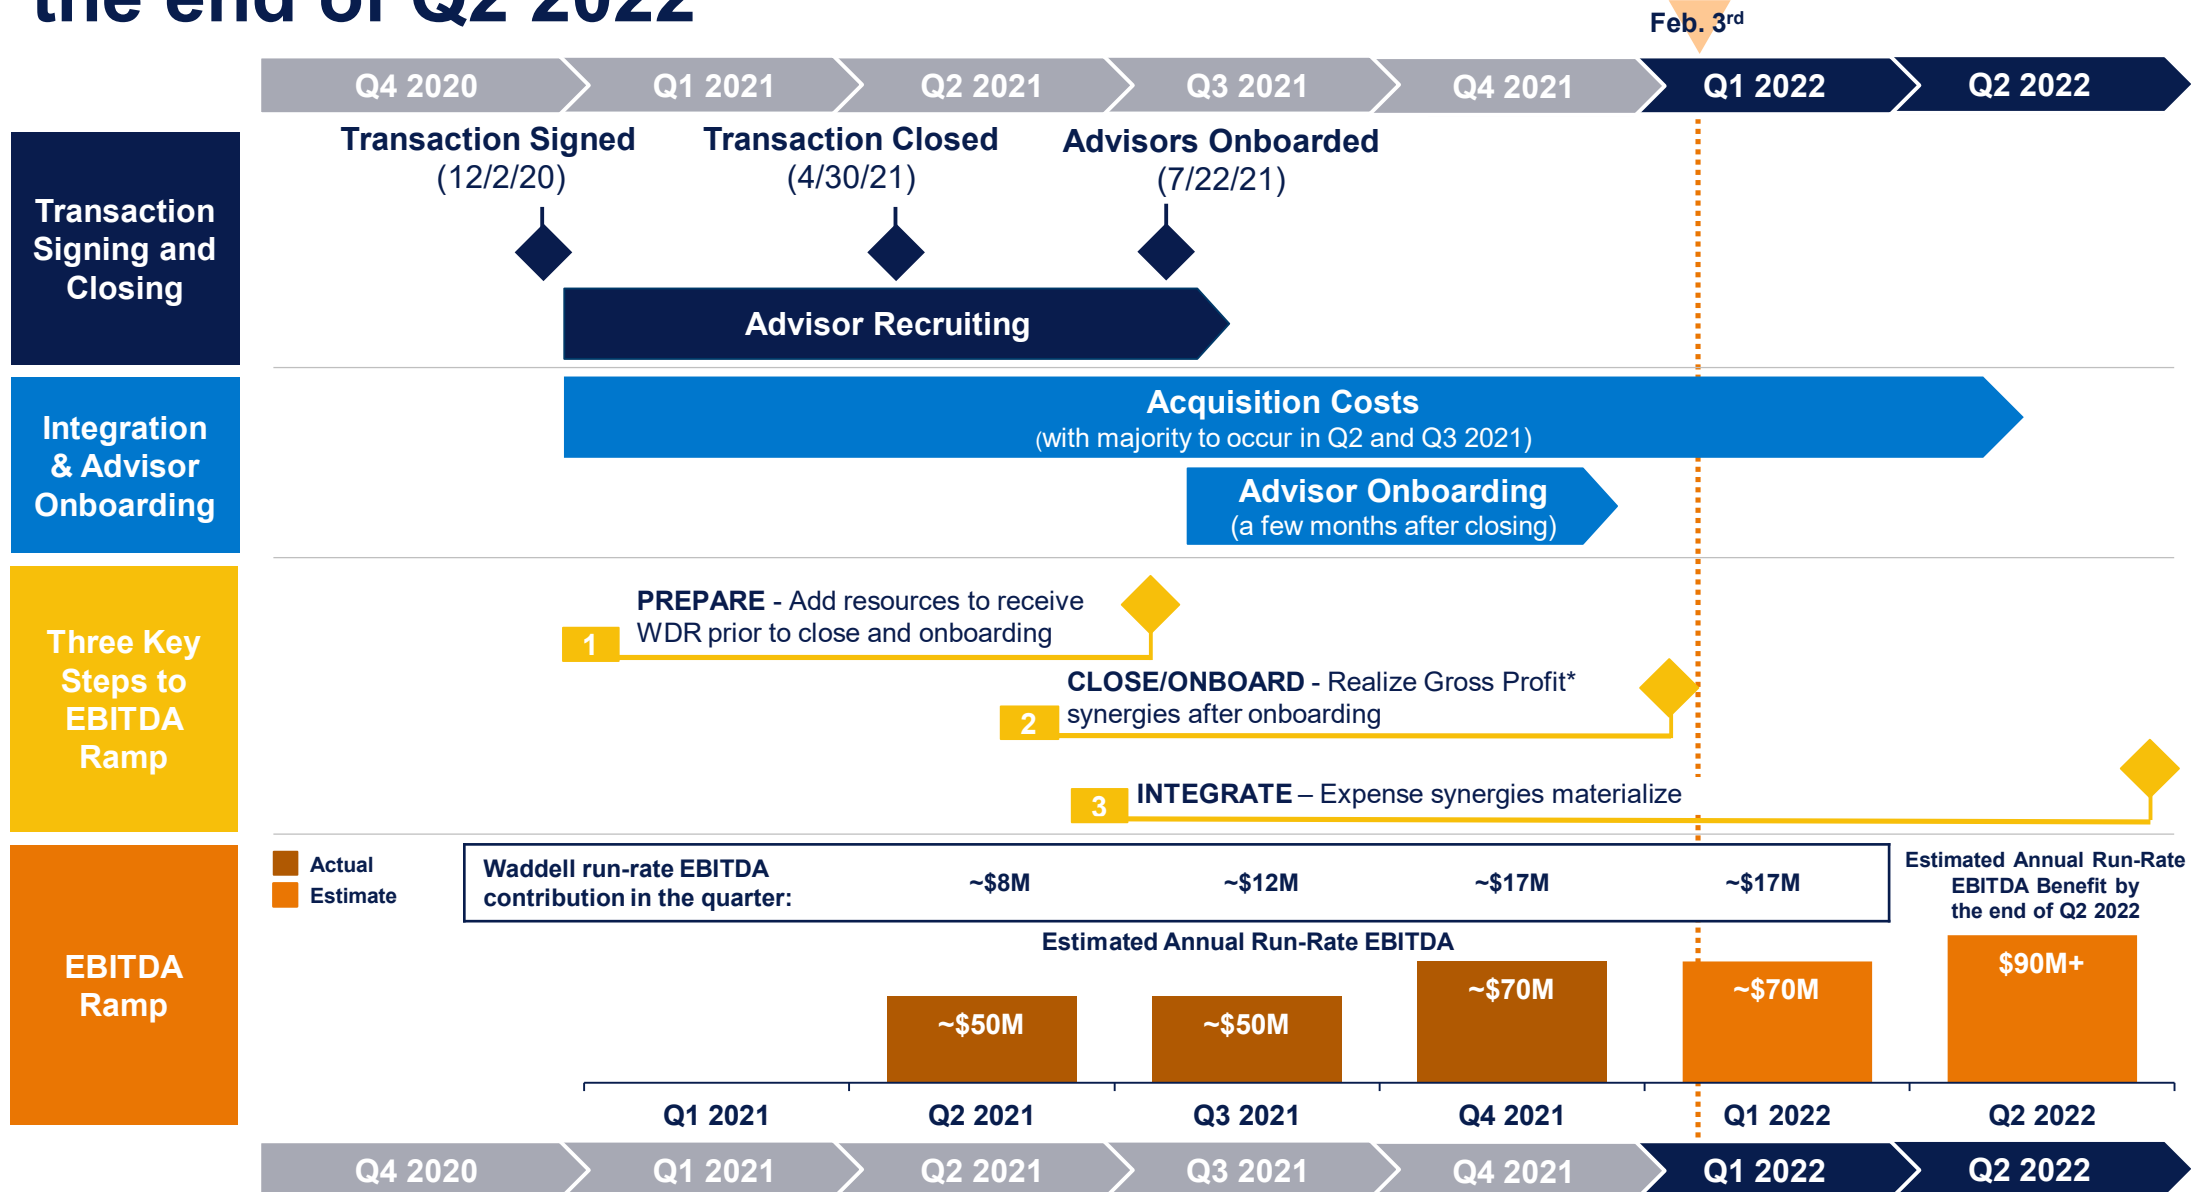 the end of Q2 2022
Feb. 3rd
Q4 2020
Q1 2021
Q2 2021
Q3 2021
Q4 2021
Q1 2022
Q2 2022
Transaction
Signing and
Closing
Transaction Signed
(12/2/20)
Transaction Closed
(4/30/21)
Advisors Onboarded
(7/22/21)
Advisor Recruiting
Integration
& Advisor
Onboarding
Acquisition Costs
(with majority to occur in Q2 and Q3 2021)
Advisor Onboarding
(a few months after closing)
Three Key
Steps to
EBITDA
Ramp
1
PREPARE - Add resources to receive
WDR prior to close and onboarding
2
CLOSE/ONBOARD - Realize Gross Profit*
synergies after onboarding
3
INTEGRATE – Expense synergies materialize
EBITDA
Ramp
Actual
Estimate
Waddell run-rate EBITDA
contribution in the quarter:
~$8M
~$12M
~$17M
~$17M
Estimated Annual Run-Rate
EBITDA Benefit by
the end of Q2 2022
Estimated Annual Run-Rate EBITDA
~$50M
~$50M
~$70M
~$70M
$90M+
Q1 2021
Q2 2021
Q3 2021
Q4 2021
Q1 2022
Q2 2022
Q4 2020
Q1 2021
Q2 2021
Q3 2021
Q4 2021
Q1 2022
Q2 2022